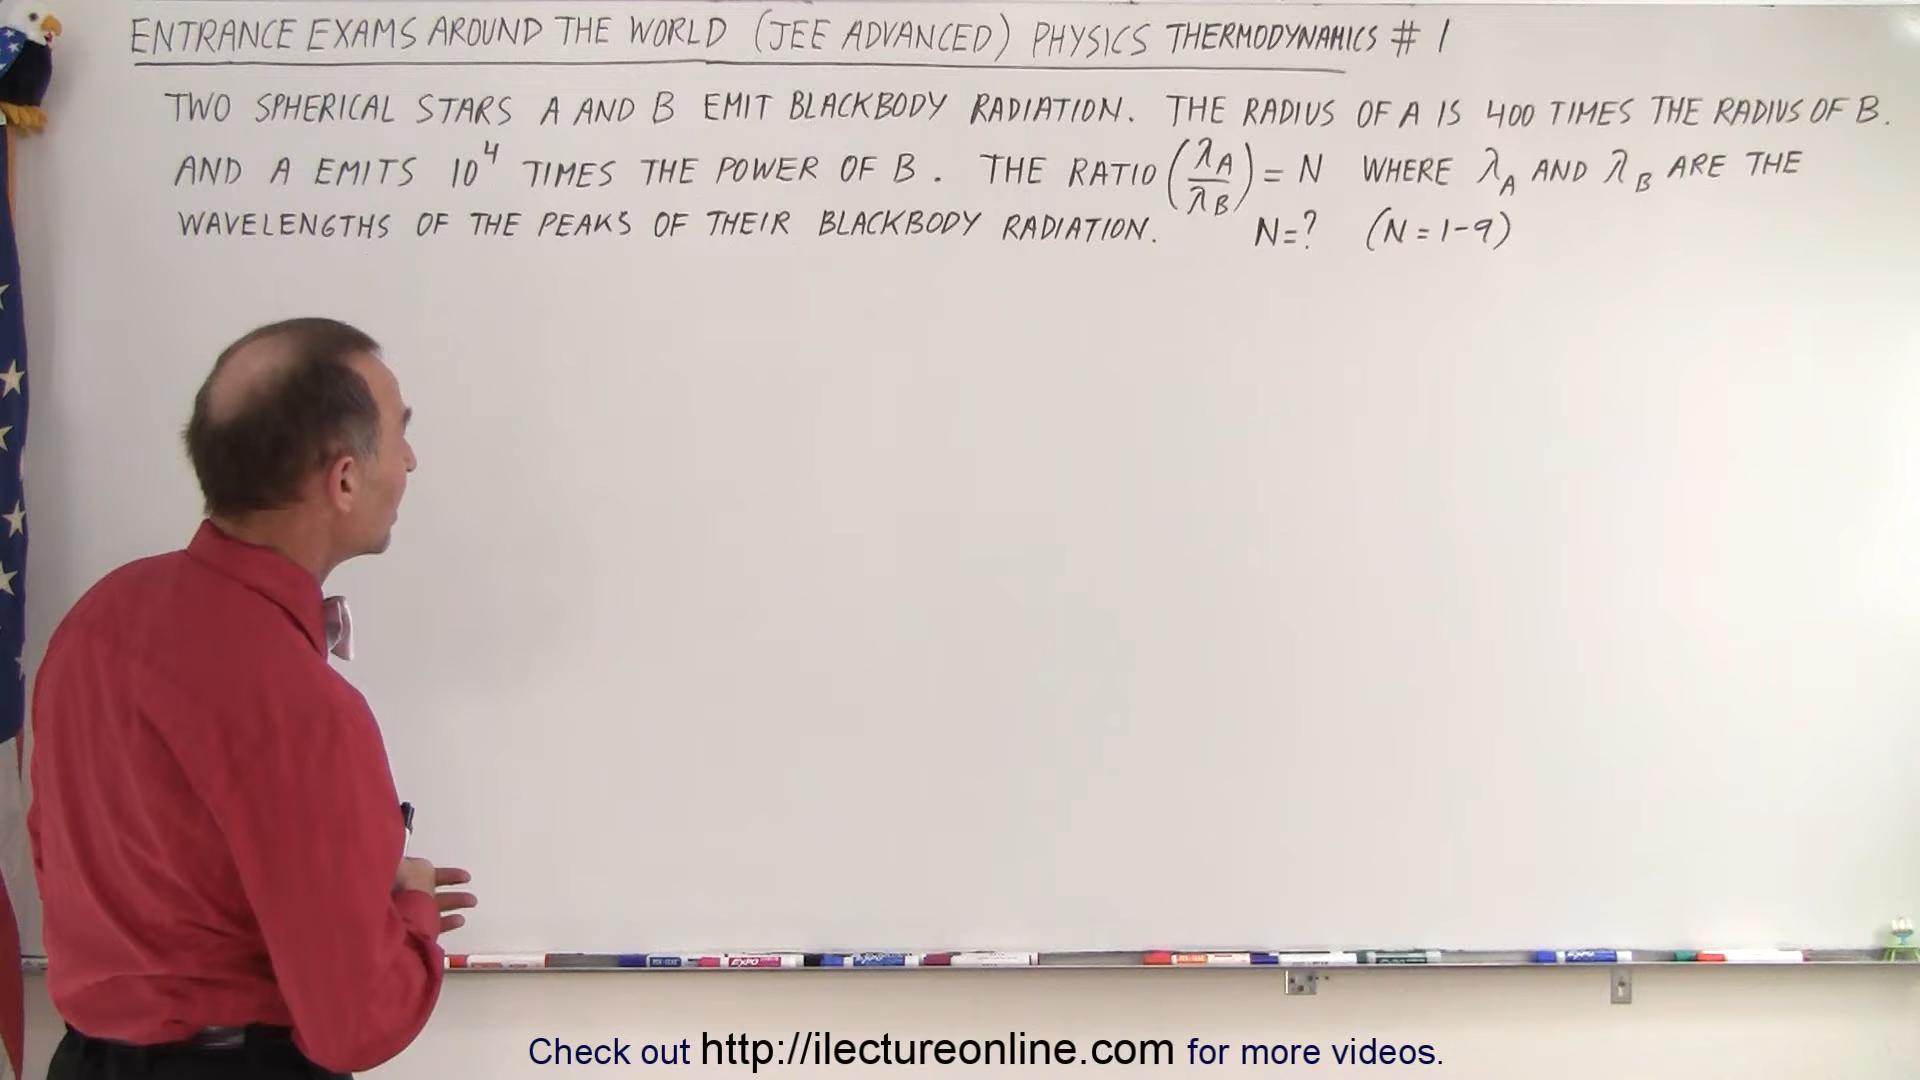 ENTRANCE EXAMS AROUND THE WORLD (JEE ADVANCED) PHYSICS THERMODYNAMICS # 1
TWO SPHERICAL STARS A AND B EMIT BLACKBODY RADIATION. THE RADIUS OF A IS 400 TIMES THE RADIUS OF B.
AND A EMITS 10⁴ TIMES THE POWER OF B. THE RATIO (λA/λB) = N WHERE λA AND λB ARE THE
WAVELENGTHS OF THE PEAKS OF THEIR BLACKBODY RADIATION. N=? (N = 1-9)
EXPO
Check out http://ilectureonline.com for more videos.